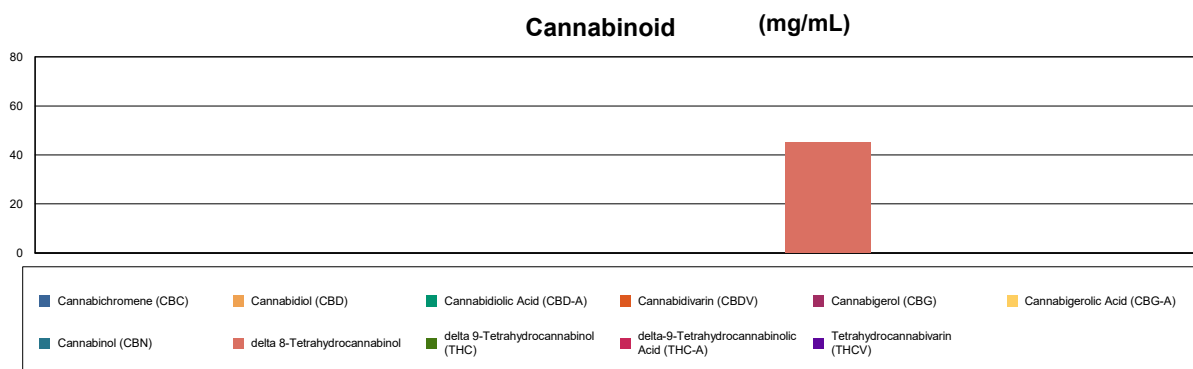 Cannabinoid (mg/mL)
80
60
40
20
0
Cannabichromene (CBC)
Cannabidiol (CBD)
Cannabidiolic Acid (CBD-A)
Cannabidivarin (CBDV)
Cannabigerol (CBG)
Cannabigerolic Acid (CBG-A)
Cannabinol (CBN)
delta 8-Tetrahydrocannabinol
delta 9-Tetrahydrocannabinol
(THC)
delta-9-Tetrahydrocannabinolic
Acid (THC-A)
Tetrahydrocannabivarin
(THCV)